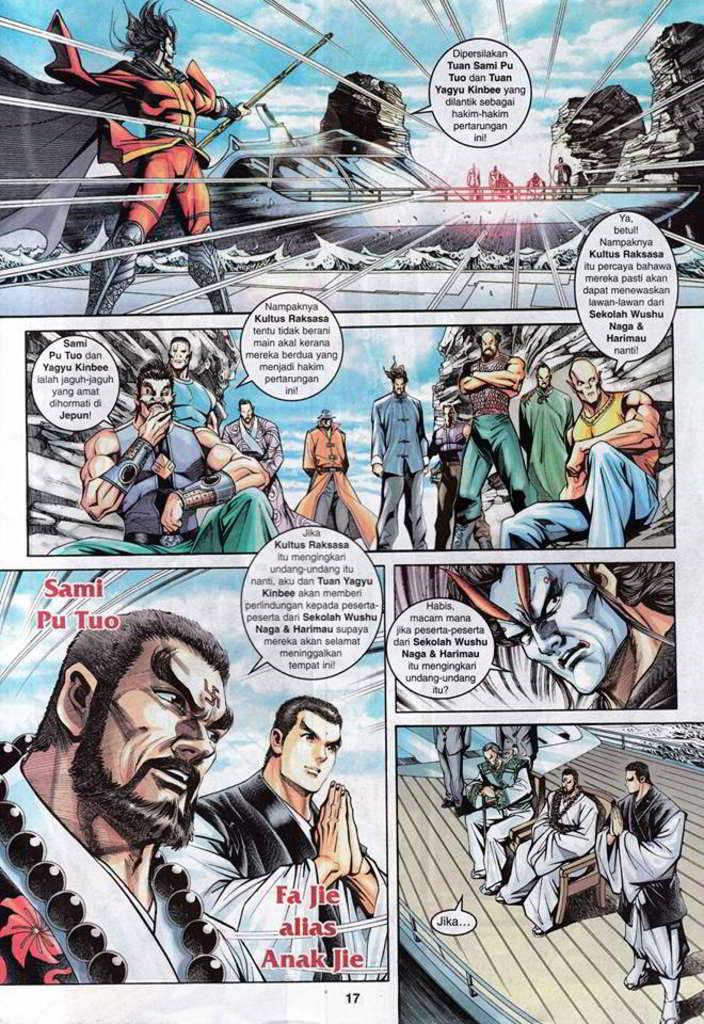 Dipersilakan
Tuan Sami Pu
Tuo dan Tuan
Yagyu Kinbee yang
dilantik sebagai
hakim-hakim
pertarungan
ini!
Ya,
betul!
Nampaknya
Kultus Raksasa
itu percaya bahawa
mereka pasti akan
dapat menewaskan
lawan-lawan dari
Sekolah Wushu
Naga &
Harimau
nanti!
Sami
Pu Tuo dan
Yagyu Kinbee
ialah jaguh-jaguh
yang amat
dihormati di
Jepun!
Nampaknya
Kultus Raksasa
tentu tidak berani
main akal kerana
mereka berdua yang
menjadi hakim
pertarungan
ini!
Sami
Pu Tuo
Jika
Kultus Raksasa
itu mengingkari
undang-undang itu
nanti, aku dan Tuan Yagyu
Kinbee akan memberi
perlindungan kepada peserta-
peserta dari Sekolah Wushu
Naga & Harimau supaya
mereka akan selamat
meninggalkan
tempat ini!
Fa Jie
alias
Anak Jie
Habis,
macam mana
jika peserta-peserta
dari Sekolah Wushu
Naga & Harimau
itu mengingkari
undang-undang
itu?
Jika...
17